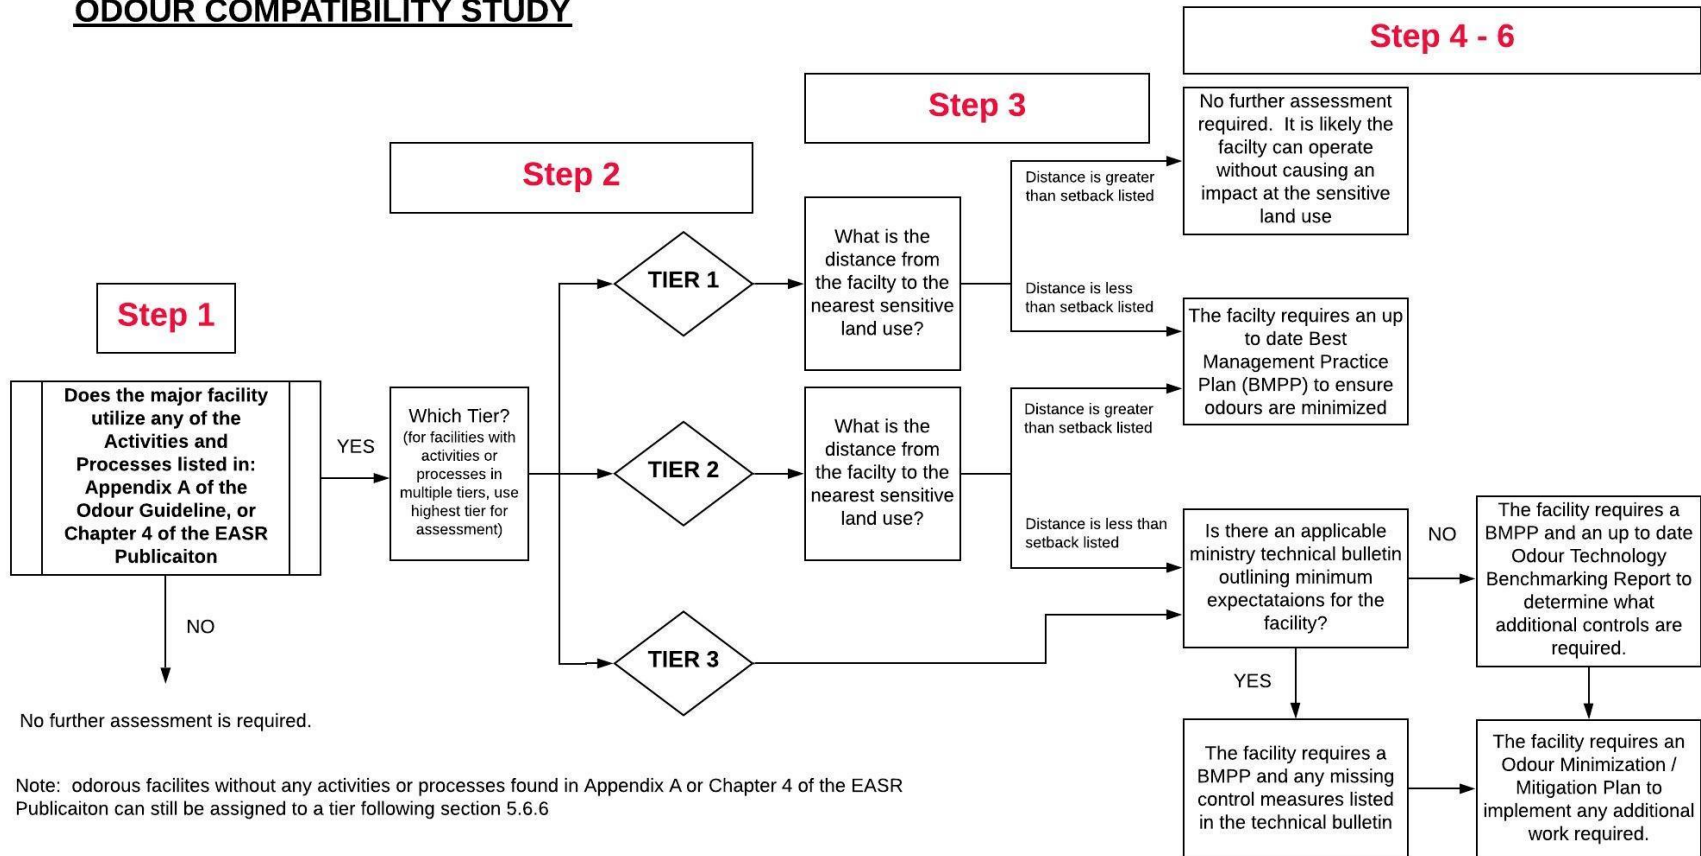 ODOUR COMPATIBILITY STUDY
Step 4 - 6
Step 3
Step 2
Step 1
Does the major facility
utilize any of the
Activities and
Processes listed in:
Appendix A of the
Odour Guideline, or
Chapter 4 of the EASR
Publicaiton
YES
NO
No further assessment is required.
Which Tier?
(for facilities with
activities or
processes in
multiple tiers, use
highest tier for
assessment)
TIER 1
What is the
distance from
the facilty to the
nearest sensitive
land use?
Distance is greater
than setback listed
No further assessment
required.  It is likely the
facilty can operate
without causing an
impact at the sensitive
land use
Distance is less
than setback listed
The facilty requires an up
to date Best
Management Practice
Plan (BMPP) to ensure
odours are minimized
TIER 2
What is the
distance from
the facilty to the
nearest sensitive
land use?
Distance is greater
than setback listed
Distance is less than
setback listed
TIER 3
Is there an applicable
ministry technical bulletin
outlining minimum
expectataions for the
facility?
NO
The facility requires a
BMPP and an up to date
Odour Technology
Benchmarking Report to
determine what
additional controls are
required.
YES
The facility requires a
BMPP and any missing
control measures listed
in the technical bulletin
The facility requires an
Odour Minimization /
Mitigation Plan to
implement any additional
work required.
Note:  odorous facilites without any activities or processes found in Appendix A or Chapter 4 of the EASR
Publicaiton can still be assigned to a tier following section 5.6.6